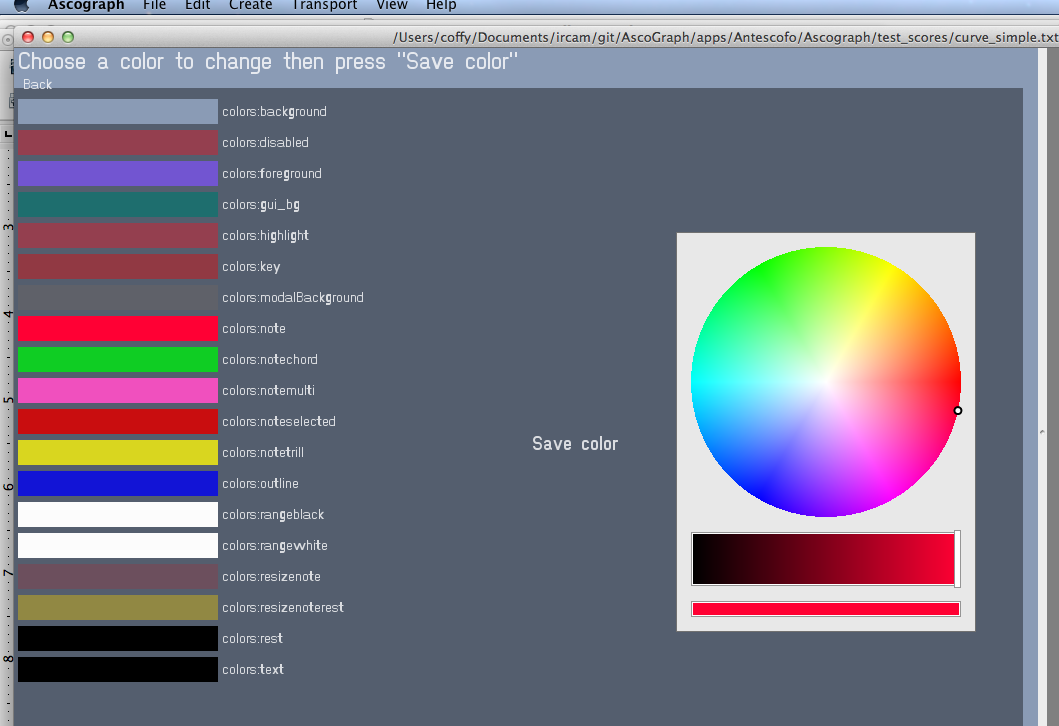 Ascograph File Edit Create Transport View Help
/Users/coffy/Documents/ircam/git/AscoGraph/apps/Antescofo/Ascograph/test_scores/curve_simple.txt
Choose a color to change then press "Save color"
Back
colors:background
colors:disabled
colors:foreground
colors:gui_bg
colors:highlight
colors:key
colors:modalBackground
colors:note
colors:notechord
colors:notemulti
colors:noteselected
colors:notetrill
colors:outline
colors:rangeblack
colors:rangewhite
colors:resizenote
colors:resizenoterest
colors:rest
colors:text
Save color
3
4
5
6
7
8